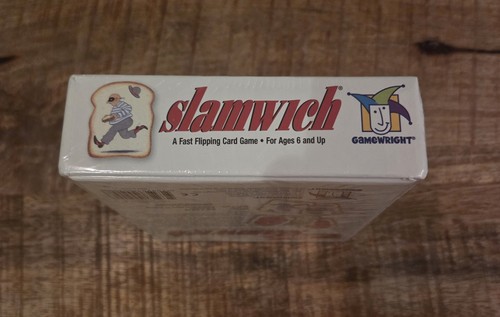 slamwich®
A Fast Flipping Card Game • For Ages 6 and Up
GAMEWRIGHT®